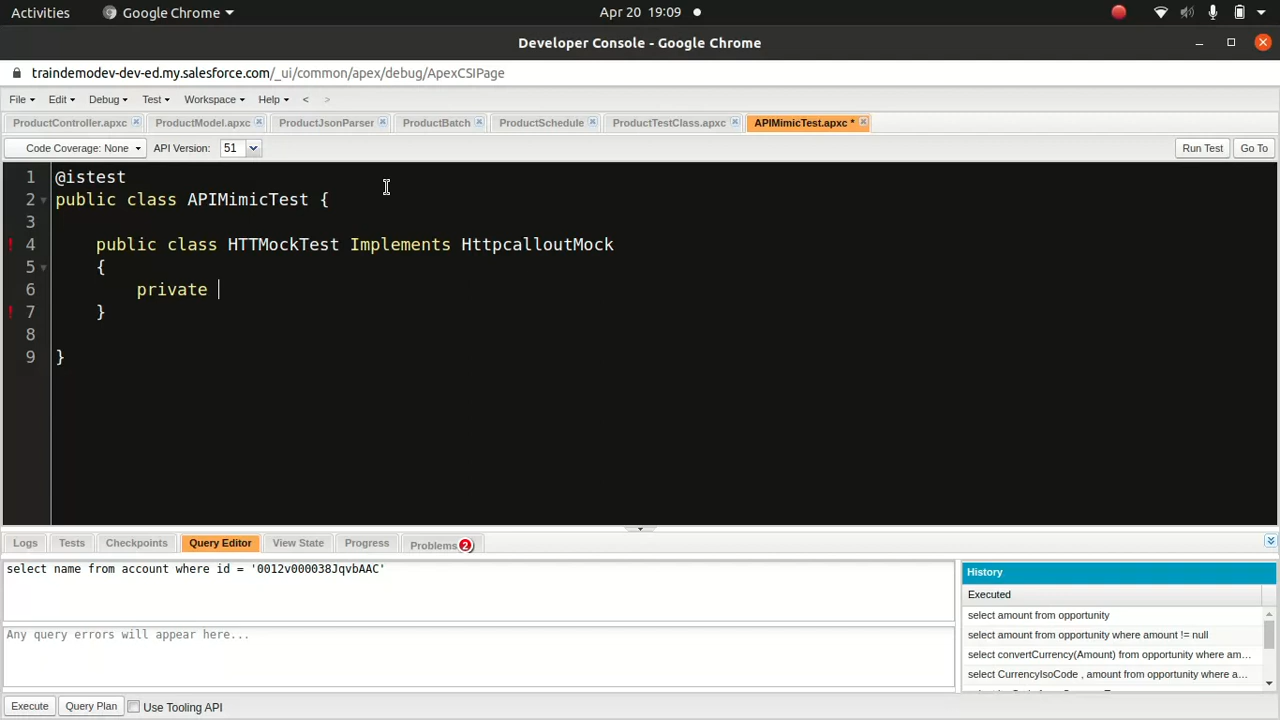 Activities Google Chrome Apr 20 19:09
Developer Console - Google Chrome
traindemodev-dev-ed.my.salesforce.com/_ui/common/apex/debug/ApexCSIPage
File Edit Debug Test Workspace Help < >
ProductController.apxc ProductModel.apxc ProductJsonParser ProductBatch ProductSchedule ProductTestClass.apxc APIMimicTest.apxc *
Code Coverage: None API Version: 51 Run Test Go To
1 @istest
2 public class APIMimicTest {
3
4 public class HTTMockTest Implements HttpcalloutMock
5 {
6 private
7 }
8
9 }
Logs Tests Checkpoints Query Editor View State Progress Problems 2
select name from account where id = '0012v000038JqvbAAC'
Any query errors will appear here...
History
Executed
select amount from opportunity
select amount from opportunity where amount != null
select convertCurrency(Amount) from opportunity where am...
select CurrencyIsoCode , amount from opportunity where a...
Execute Query Plan Use Tooling API